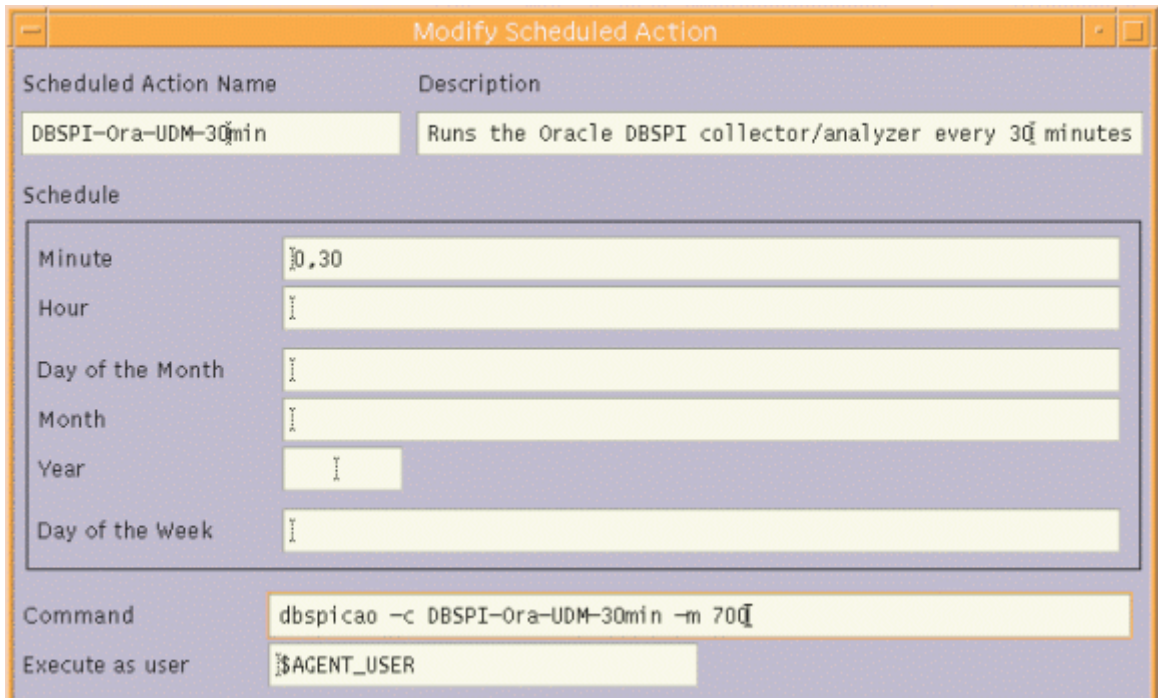 Modify Scheduled Action
Scheduled Action Name Description
DBSPI-Ora-UDM-30min Runs the Oracle DBSPI collector/analyzer every 30 minutes
Schedule
Minute 0,30
Hour
Day of the Month
Month
Year
Day of the Week
Command dbspicao -c DBSPI-Ora-UDM-30min -m 700
Execute as user $AGENT_USER